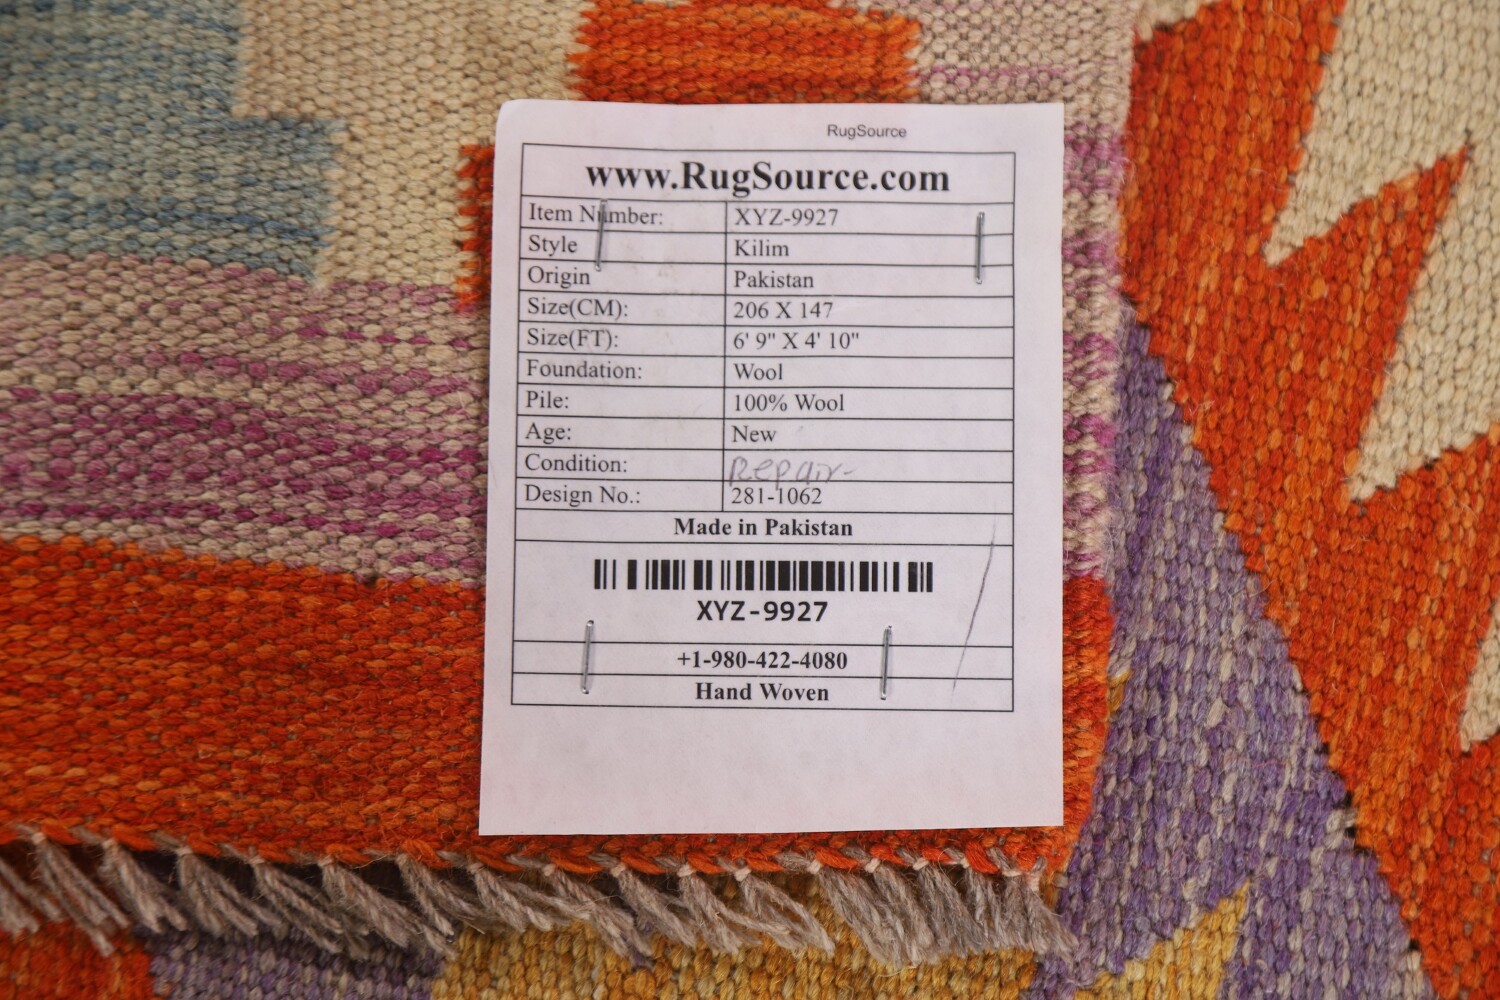 RugSource
www.RugSource.com
Item Number: XYZ-9927
Style Kilim
Origin Pakistan
Size(CM): 206 X 147
Size(FT): 6' 9" X 4' 10"
Foundation: Wool
Pile: 100% Wool
Age: New
Condition: Repair
Design No.: 281-1062
Made in Pakistan
XYZ-9927
+1-980-422-4080
Hand Woven